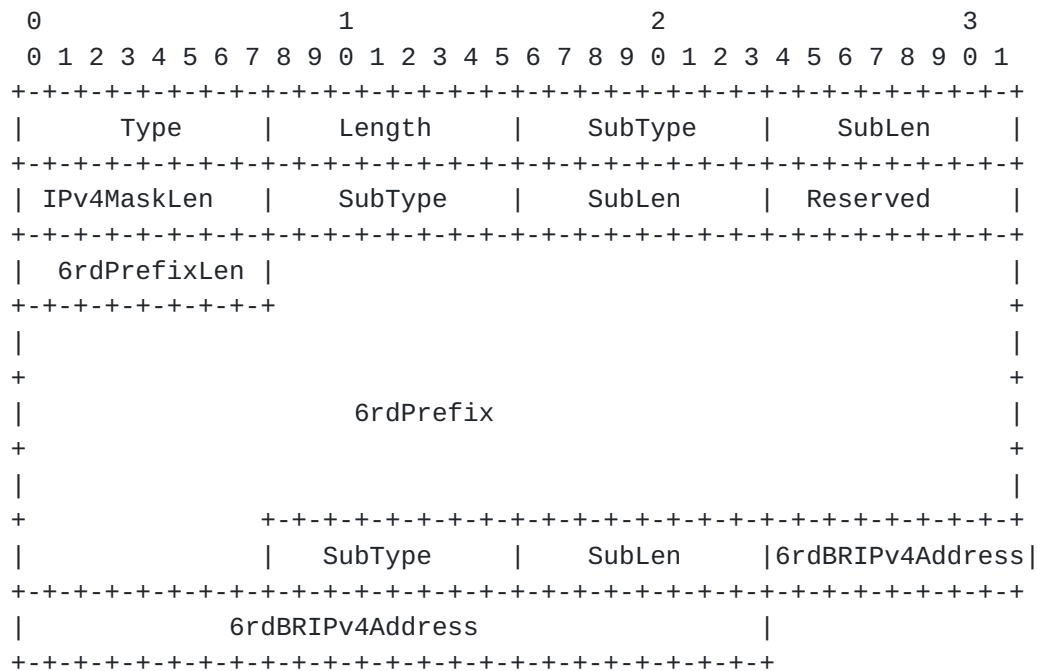 0                   1                   2                   3
 0 1 2 3 4 5 6 7 8 9 0 1 2 3 4 5 6 7 8 9 0 1 2 3 4 5 6 7 8 9 0 1
+-+-+-+-+-+-+-+-+-+-+-+-+-+-+-+-+-+-+-+-+-+-+-+-+-+-+-+-+-+-+-+-+
|      Type     |    Length     |    SubType    |    SubLen     |
+-+-+-+-+-+-+-+-+-+-+-+-+-+-+-+-+-+-+-+-+-+-+-+-+-+-+-+-+-+-+-+-+
| IPv4MaskLen   |    SubType    |    SubLen     |  Reserved     |
+-+-+-+-+-+-+-+-+-+-+-+-+-+-+-+-+-+-+-+-+-+-+-+-+-+-+-+-+-+-+-+-+
|  6rdPrefixLen |                                               |
+-+-+-+-+-+-+-+-+                                               +
|                                                               |
+                                                               +
|                     6rdPrefix                                 |
+                                                               +
|                                                               |
+               +-+-+-+-+-+-+-+-+-+-+-+-+-+-+-+-+-+-+-+-+-+-+-+-+
|               |   SubType     |    SubLen     |6rdBRIPv4Address|
+-+-+-+-+-+-+-+-+-+-+-+-+-+-+-+-+-+-+-+-+-+-+-+-+-+-+-+-+-+-+-+-+
|             6rdBRIPv4Address                  |
+-+-+-+-+-+-+-+-+-+-+-+-+-+-+-+-+-+-+-+-+-+-+-+-+